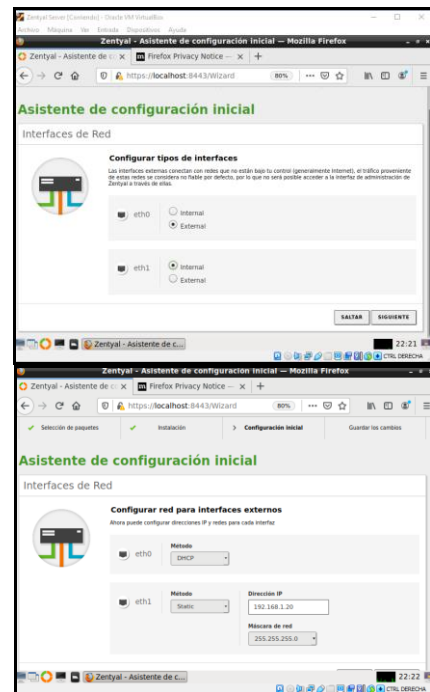 Zentyal Server [Corriendo] - Oracle VM VirtualBox
Archivo Máquina Ver Entrada Dispositivos Ayuda
Zentyal - Asistente de configuración inicial — Mozilla Firefox
Zentyal - Asistente de co
Firefox Privacy Notice —
https://localhost:8443/Wizard
80%
Asistente de configuración inicial
Interfaces de Red
Configurar tipos de interfaces
Las interfaces externas conectan con redes que no están bajo tu control (generalmente Internet), el tráfico proveniente
de estas redes se considera no fiable por defecto, por lo que no será posible acceder a la interfaz de administración de
Zentyal a través de ellas.
eth0
Internal
External
eth1
Internal
External
SALTAR SIGUIENTE
Zentyal - Asistente de c...
22:21
CTRL DERECHA
Zentyal - Asistente de configuración inicial — Mozilla Firefox
Zentyal - Asistente de co
Firefox Privacy Notice —
https://localhost:8443/Wizard
80%
Selección de paquetes
Instalación
Configuración inicial
Guardar los cambios
Asistente de configuración inicial
Interfaces de Red
Configurar red para interfaces externos
Ahora puede configurar direcciones IP y redes para cada interfaz
eth0
Método
DHCP
eth1
Método
Static
Dirección IP
192.168.1.20
Máscara de red
255.255.255.0
Zentyal - Asistente de c...
22:22
CTRL DERECHA